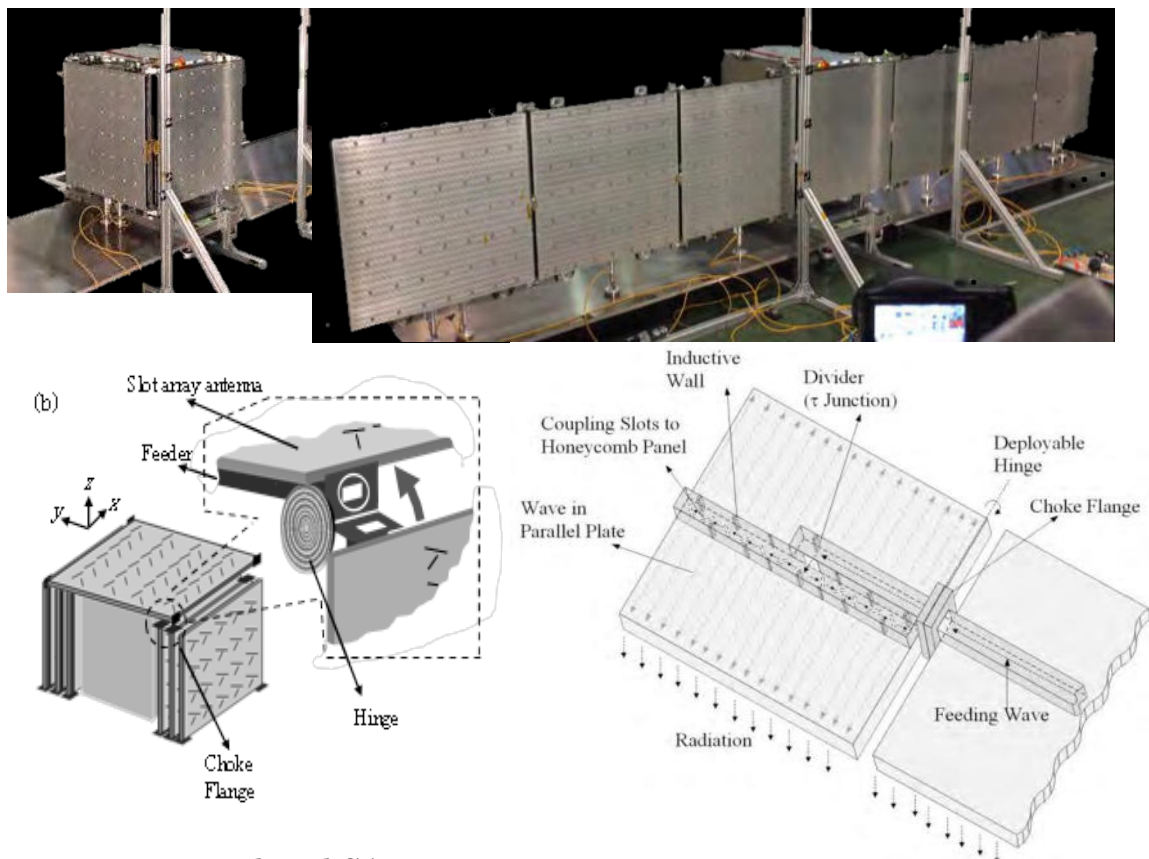 (b)
Slot array antenna
Feeder
z
y
x
Hinge
Choke
Flange
Inductive
Wall
Divider
(τ Junction)
Coupling Slots to
Honeycomb Panel
Deployable
Hinge
Choke Flange
Wave in
Parallel Plate
Feeding Wave
Radiation